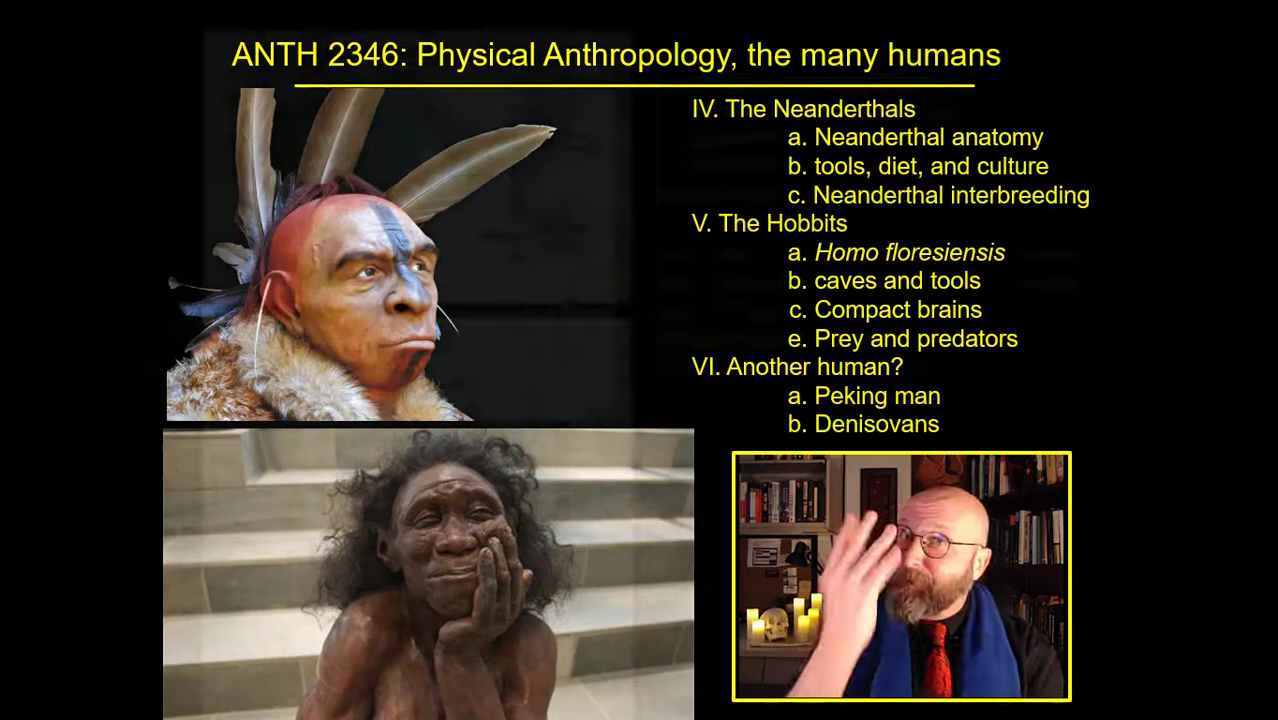 ANTH 2346: Physical Anthropology, the many humans
IV. The Neanderthals
a. Neanderthal anatomy
b. tools, diet, and culture
c. Neanderthal interbreeding
V. The Hobbits
a. Homo floresiensis
b. caves and tools
c. Compact brains
e. Prey and predators
VI. Another human?
a. Peking man
b. Denisovans